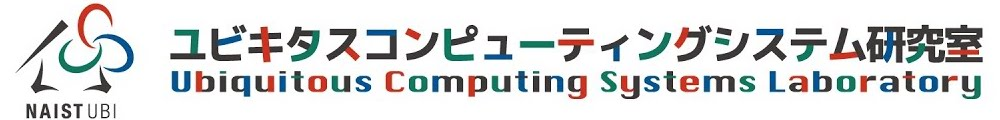 ユビキタスコンピューティングシステム研究室
Ubiquitous Computing Systems Laboratory
NAIST UBI